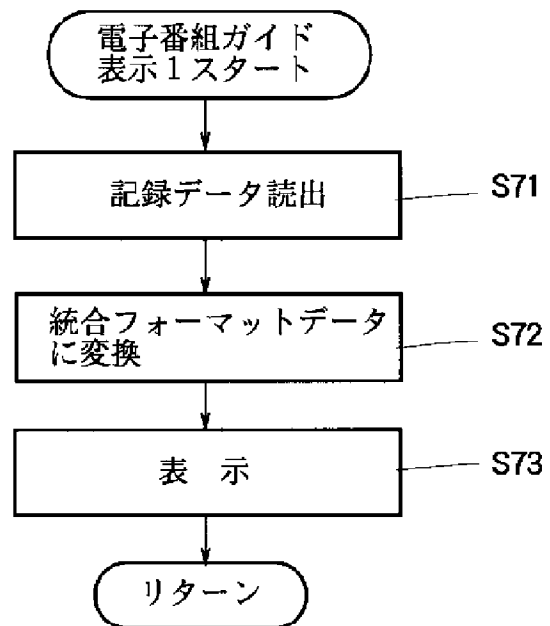 電子番組ガイド
表示1スタート
記録データ読出
S71
統合フォーマットデータ
に変換
S72
表 示
S73
リターン